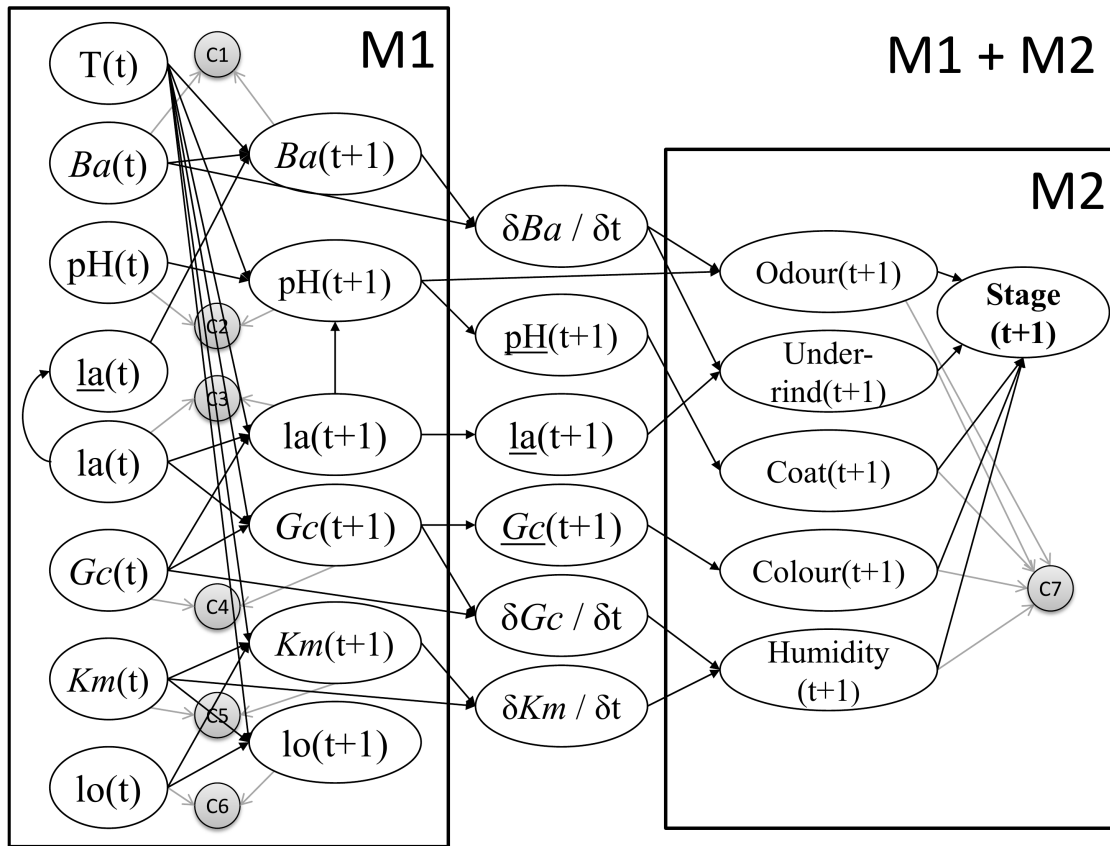 M1
M1 + M2
M2
T(t)
Ba(t)
pH(t)
la(t)
la(t)
Gc(t)
Km(t)
lo(t)
C1
C2
C3
C4
C5
C6
Ba(t+1)
pH(t+1)
la(t+1)
Gc(t+1)
Km(t+1)
lo(t+1)
δBa / δt
pH(t+1)
la(t+1)
Gc(t+1)
δGc / δt
δKm / δt
Odour(t+1)
Under-
rind(t+1)
Coat(t+1)
Colour(t+1)
Humidity
(t+1)
Stage
(t+1)
C7